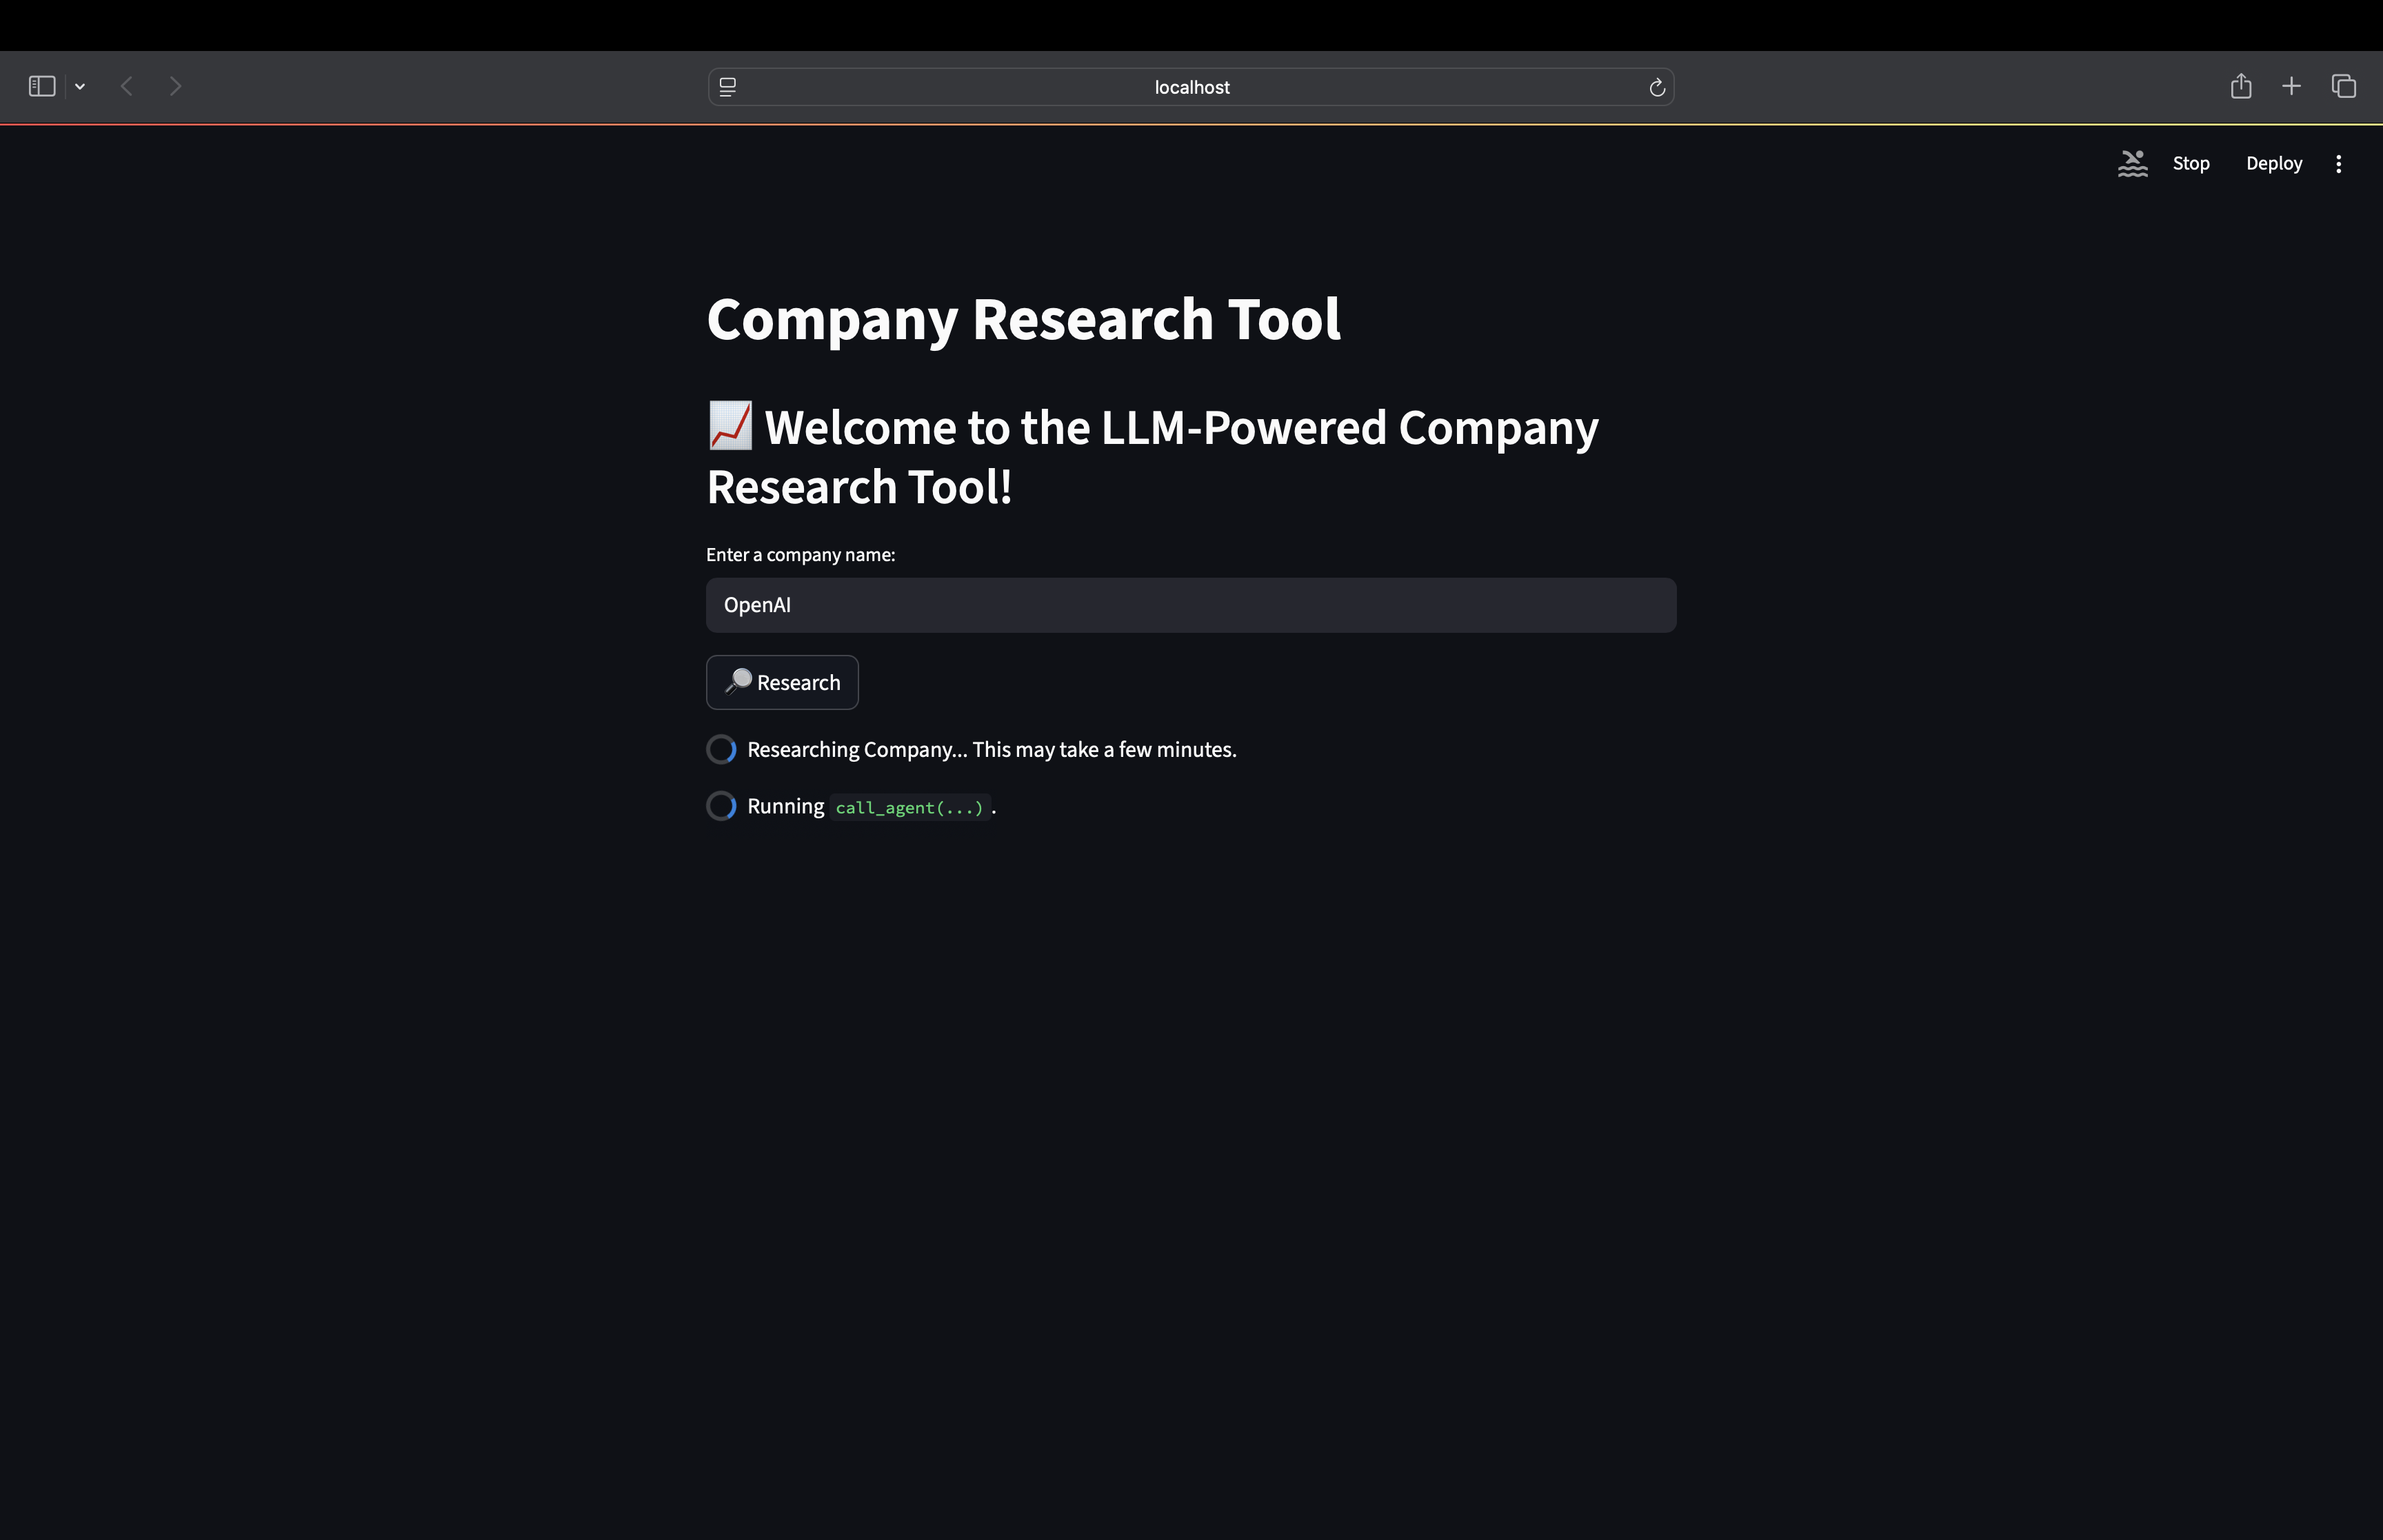 localhost
Stop Deploy
Company Research Tool
📈 Welcome to the LLM-Powered Company
Research Tool!
Enter a company name:
OpenAI
🔎 Research
Researching Company... This may take a few minutes.
Running call_agent(...).